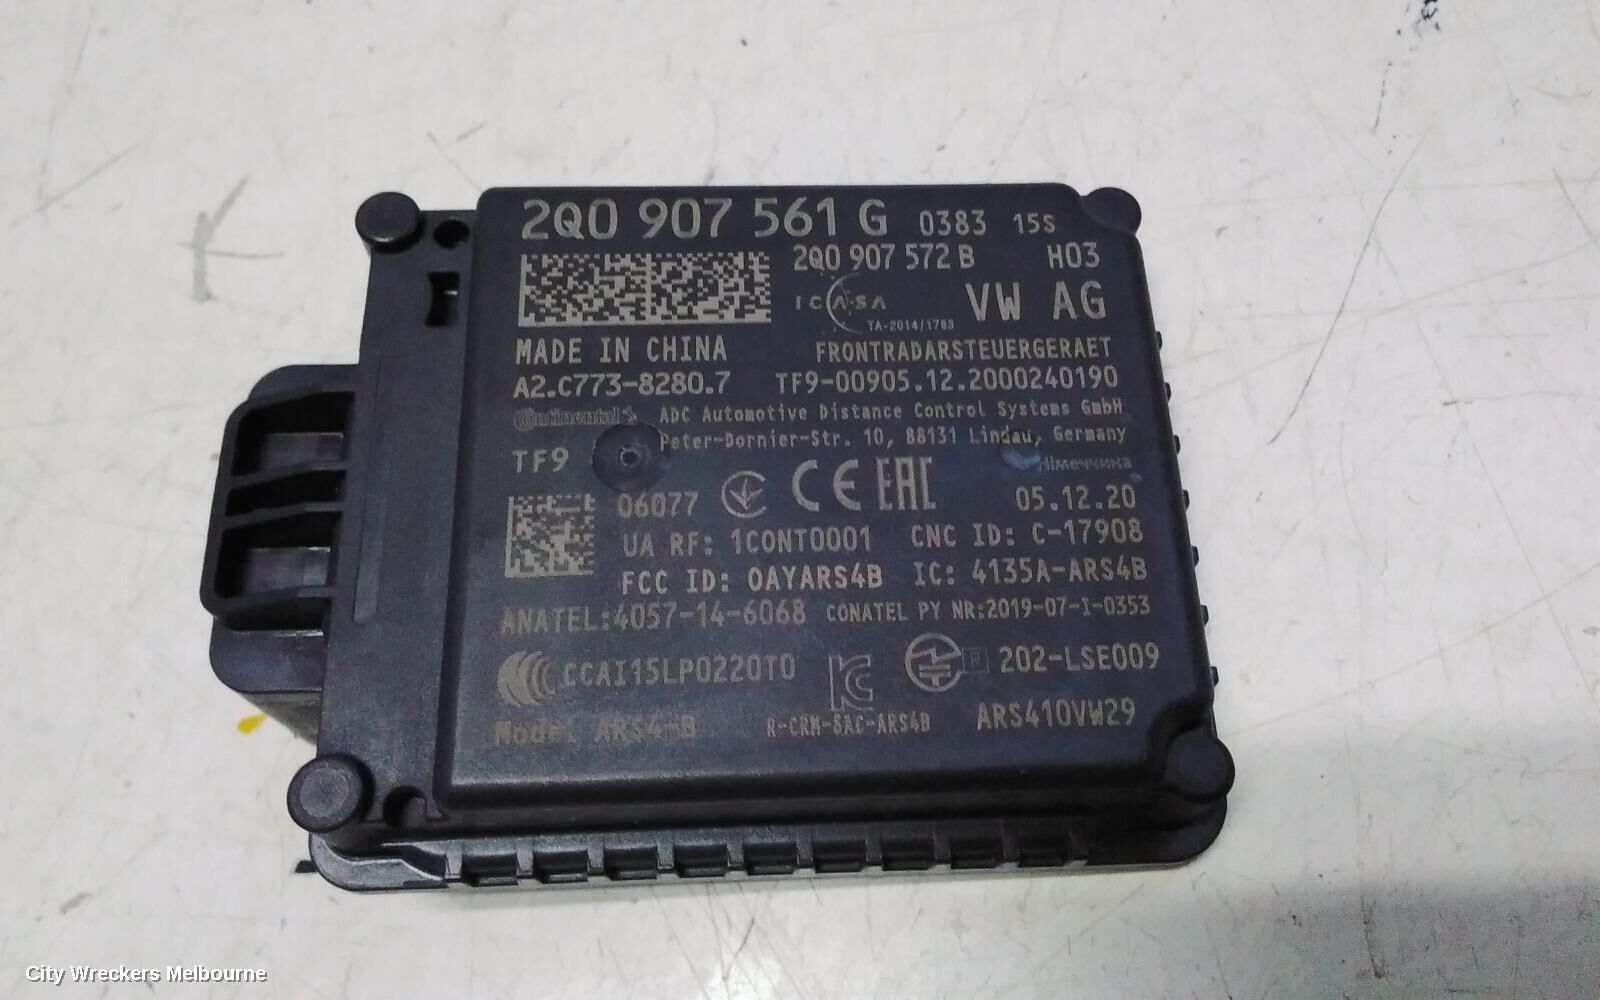 2Q0 907 561 G 0383 15S
2Q0 907 572 B H03
ICASA VW AG
TA-2014/1763
MADE IN CHINA FRONTRADARSTEUERGERAET
A2.C773-8280.7 TF9-00905.12.2000240190
Continental ADC Automotive Distance Control Systems GmbH
Peter-Dornier-Str. 10, 88131 Lindau, Germany
TF9 Німеччина
06077 CE EAC 05.12.20
UA RF: 1CONT0001 CNC ID: C-17908
FCC ID: OAYARS4B IC: 4135A-ARS4B
ANATEL:4057-14-6068 CONATEL PY NR:2019-07-I-0353
CCAI15LP0220T0 R 202-LSE009
Model ARS4-B R-CRM-BAC-ARS4B ARS410VW29
City Wreckers Melbourne